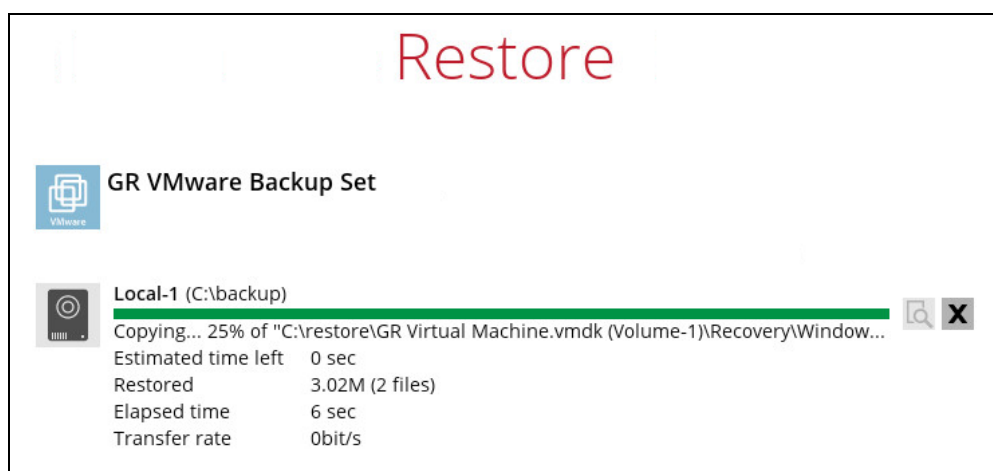 Restore
GR VMware Backup Set
VMware
Local-1 (C:\backup)
Copying... 25% of "C:\restore\GR Virtual Machine.vmdk (Volume-1)\Recovery\Window...
Estimated time left 0 sec
Restored 3.02M (2 files)
Elapsed time 6 sec
Transfer rate 0bit/s
X